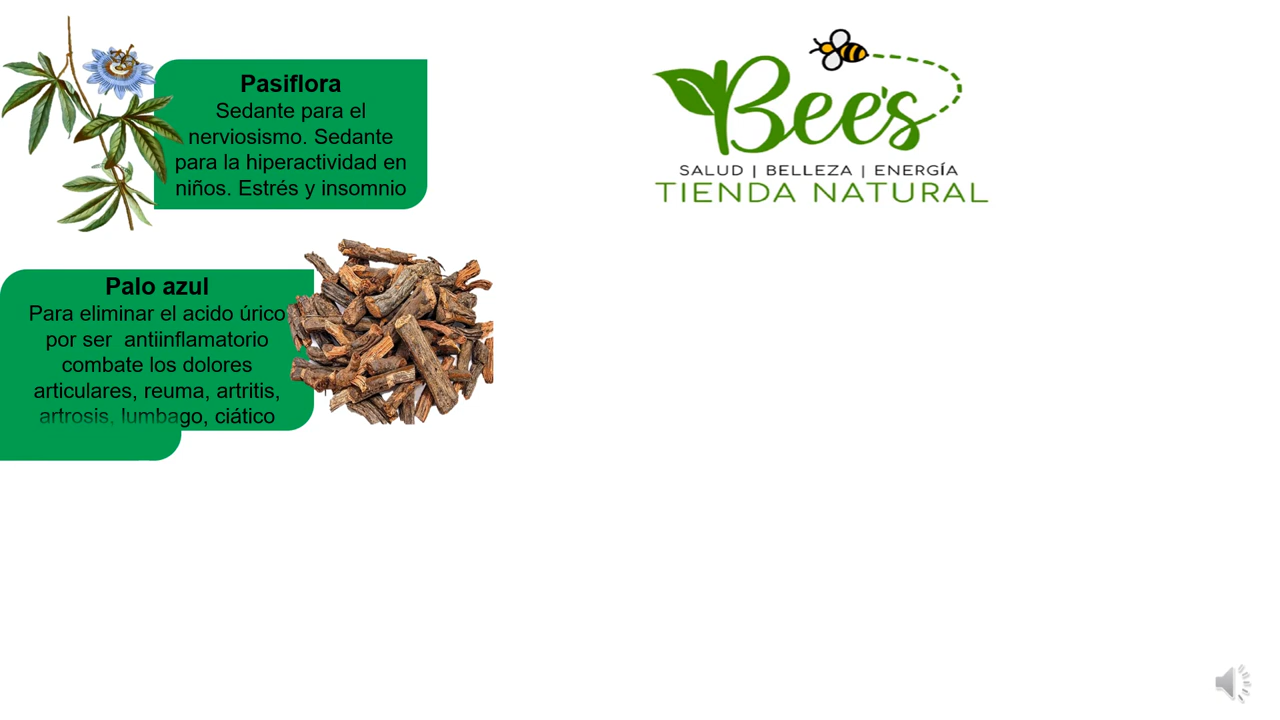 Pasiflora
Sedante para el
nerviosismo. Sedante
para la hiperactividad en
niños. Estrés y insomnio
Bee's
SALUD | BELLEZA | ENERGÍA
TIENDA NATURAL
Palo azul
Para eliminar el acido úrico
por ser  antiinflamatorio
combate los dolores
articulares, reuma, artritis,
artrosis, lumbago, ciático